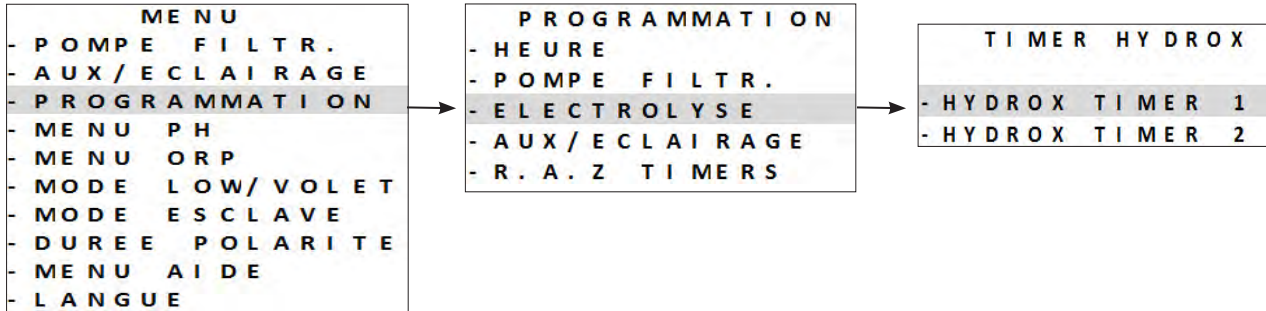 MENU
- POMPE FILTR.
- AUX/ECLAIRAGE
- PROGRAMMATION
- MENU PH
- MENU ORP
- MODE LOW/VOLET
- MODE ESCLAVE
- DUREE POLARITE
- MENU AIDE
- LANGUE
PROGRAMMATION
- HEURE
- POMPE FILTR.
- ELECTROLYSE
- AUX/ECLAIRAGE
- R.A.Z TIMERS
TIMER HYDROX
- HYDROX TIMER 1
- HYDROX TIMER 2